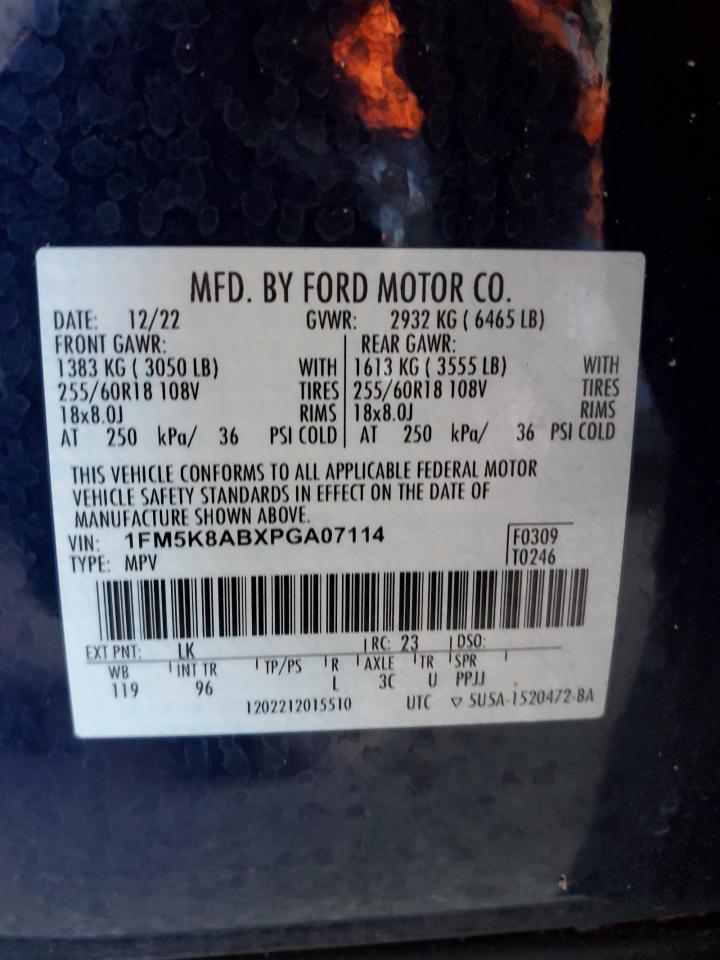 MFD. BY FORD MOTOR CO.
DATE: 12/22 GVWR: 2932 KG ( 6465 LB)
FRONT GAWR: REAR GAWR:
1383 KG ( 3050 LB) WITH 1613 KG ( 3555 LB) WITH
255/60R18 108V TIRES 255/60R18 108V TIRES
18x8.0J RIMS 18x8.0J RIMS
AT 250 kPa/ 36 PSI COLD AT 250 kPa/ 36 PSI COLD
THIS VEHICLE CONFORMS TO ALL APPLICABLE FEDERAL MOTOR
VEHICLE SAFETY STANDARDS IN EFFECT ON THE DATE OF
MANUFACTURE SHOWN ABOVE.
VIN: 1FM5K8ABXPGA07114 F0309
TYPE: MPV T0246
EXT PNT: LK RC: 23 DSO:
WB INT TR TP/PS R AXLE TR SPR
119 96 L 3C U PPJJ
1202212015510 UTC ▽ SU5A-1520472-BA